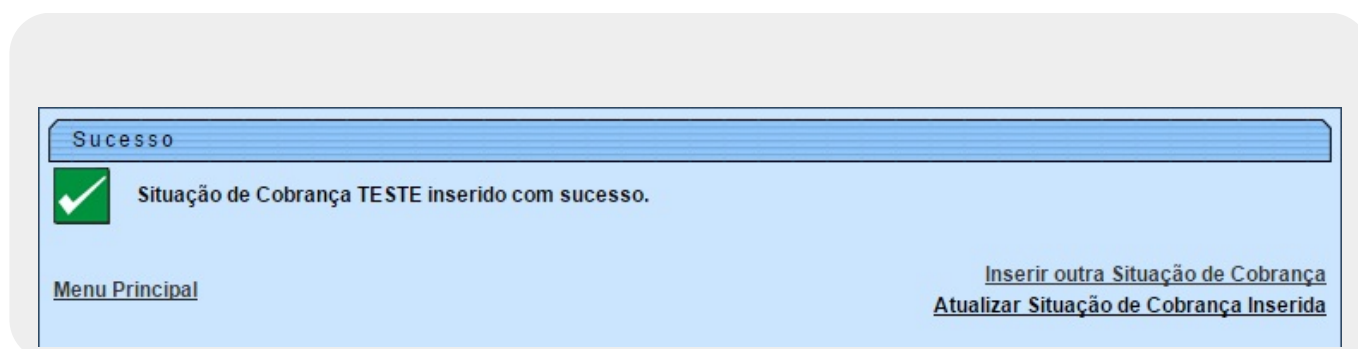 Sucesso
Situação de Cobrança TESTE inserido com sucesso.
Menu Principal
Inserir outra Situação de Cobrança
Atualizar Situação de Cobrança Inserida